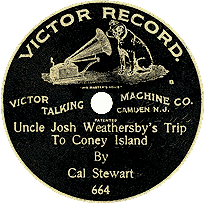 VICTOR RECORD.
"HIS MASTER'S VOICE"
VICTOR TALKING MACHINE CO.
CAMDEN N.J.
PATENTED
Uncle Josh Weathersby's Trip
To Coney Island
By
Cal Stewart
664